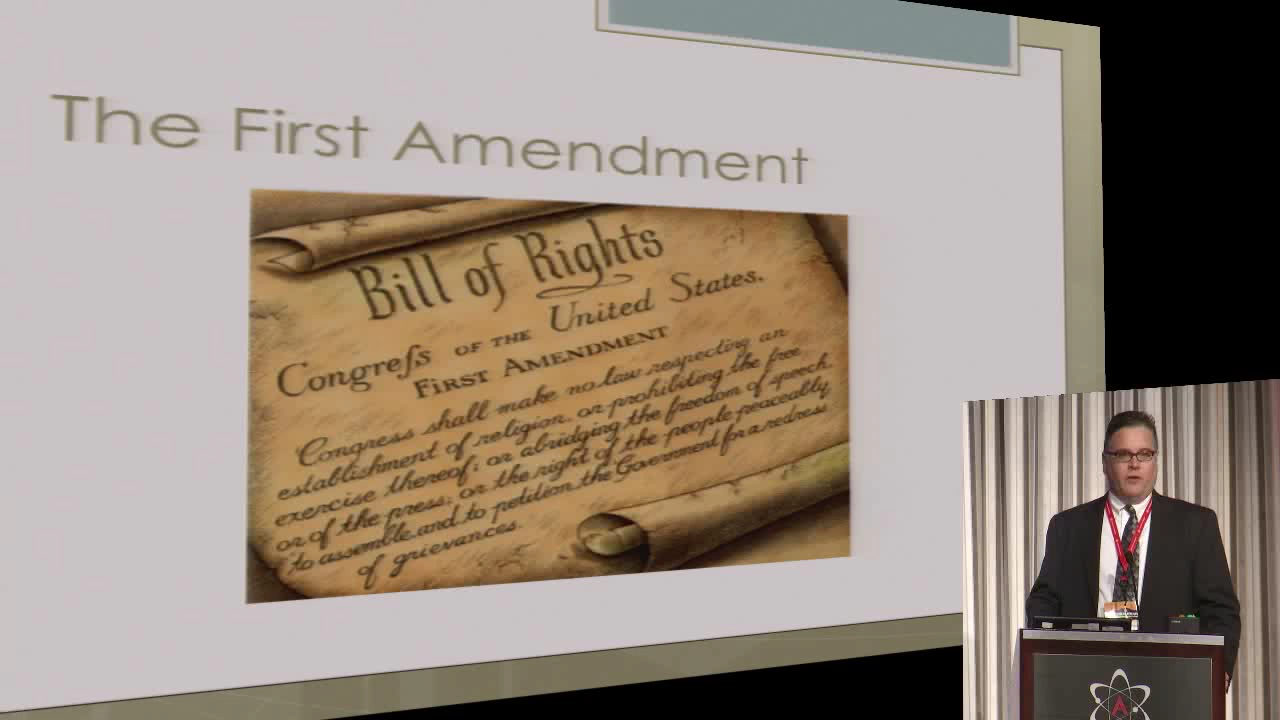 The First Amendment
Bill of Rights
Congreſs OF THE United States.
FIRST AMENDMENT
Congress shall make no law respecting an
establishment of religion, or prohibiting the free
exercise thereof; or abridging the freedom of speech,
or of the press; or the right of the people peaceably
to assemble, and to petition the Government for a redress
of grievances.
A